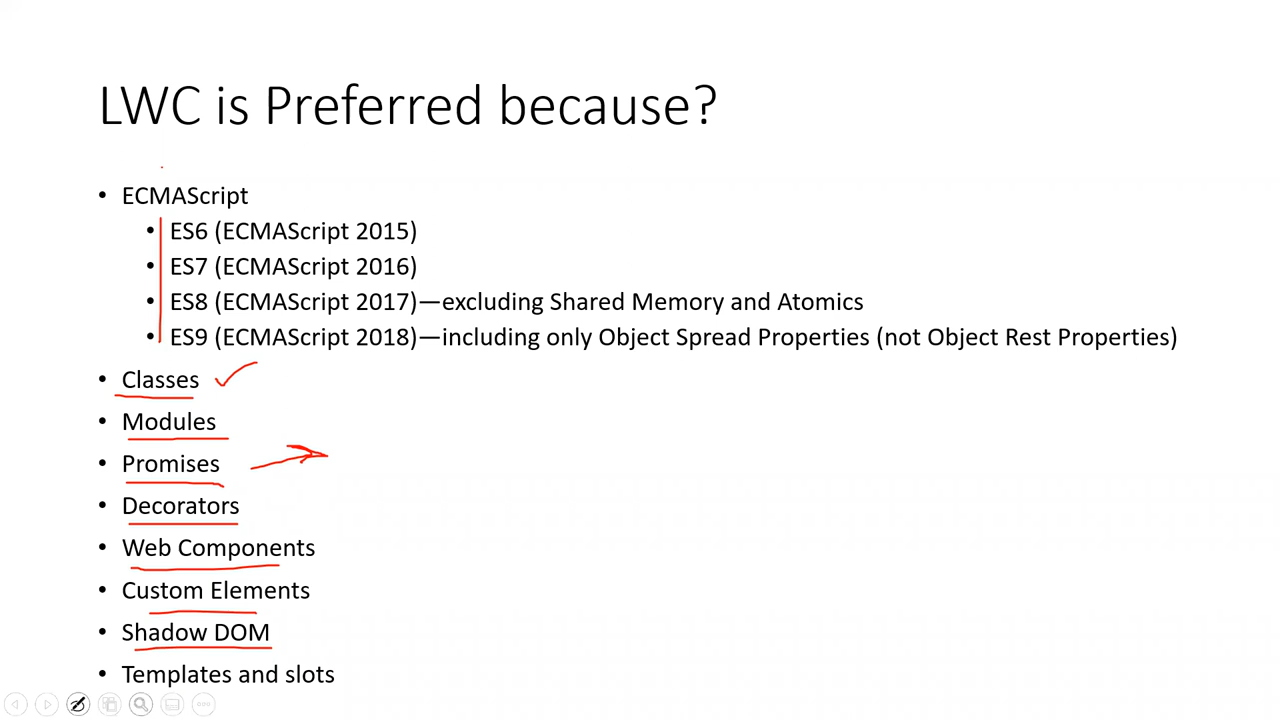 LWC is Preferred because?
• ECMAScript
• ES6 (ECMAScript 2015)
• ES7 (ECMAScript 2016)
• ES8 (ECMAScript 2017)—excluding Shared Memory and Atomics
• ES9 (ECMAScript 2018)—including only Object Spread Properties (not Object Rest Properties)
• Classes
• Modules
• Promises
• Decorators
• Web Components
• Custom Elements
• Shadow DOM
• Templates and slots